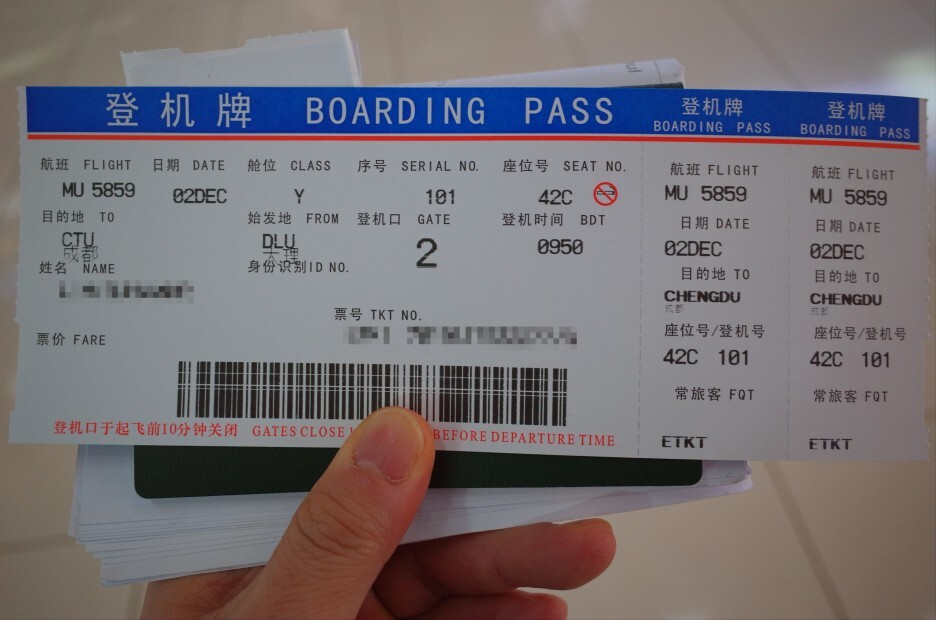 登机牌 BOARDING PASS
登机牌
BOARDING PASS
登机牌
BOARDING PASS
航班 FLIGHT 日期 DATE 舱位 CLASS 序号 SERIAL NO. 座位号 SEAT NO.
MU 5859 02DEC Y 101 42C
目的地 TO 始发地 FROM 登机口 GATE 登机时间 BDT
CTU DLU 2 0950
成都 大理
姓名 NAME 身份识别ID NO.
票号 TKT NO.
票价 FARE
登机口于起飞前10分钟关闭 GATES CLOSE BEFORE DEPARTURE TIME
航班 FLIGHT
MU 5859
日期 DATE
02DEC
目的地 TO
CHENGDU
成都
座位号/登机号
42C 101
常旅客 FQT
ETKT
航班 FLIGHT
MU 5859
日期 DATE
02DEC
目的地 TO
CHENGDU
成都
座位号/登机号
42C 101
常旅客 FQT
ETKT